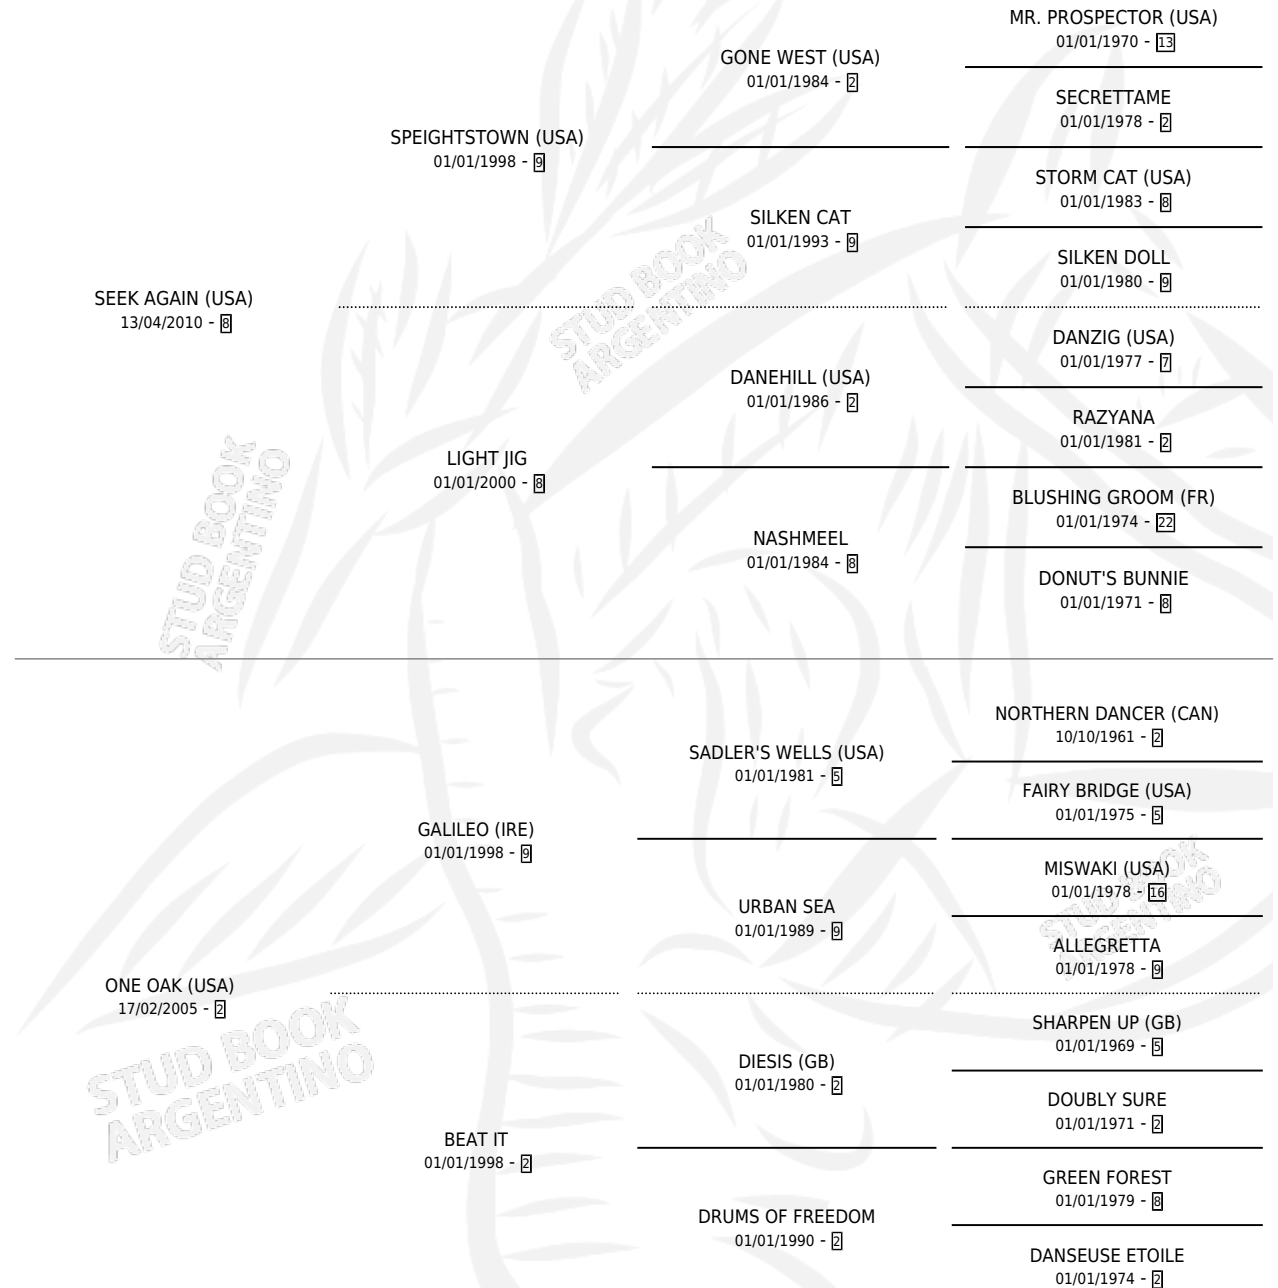 MR. PROSPECTOR (USA)
01/01/1970 - 13
GONE WEST (USA)
01/01/1984 - 2
SECRETTAME
01/01/1978 - 2
SPEIGHTSTOWN (USA)
01/01/1998 - 9
STORM CAT (USA)
01/01/1983 - 8
SILKEN CAT
01/01/1993 - 9
SILKEN DOLL
01/01/1980 - 9
SEEK AGAIN (USA)
13/04/2010 - 8
STUD BOOK
ARGENTINO
DANZIG (USA)
01/01/1977 - 7
DANEHILL (USA)
01/01/1986 - 2
RAZYANA
01/01/1981 - 2
LIGHT JIG
01/01/2000 - 8
BLUSHING GROOM (FR)
01/01/1974 - 22
NASHMEEL
01/01/1984 - 8
DONUT'S BUNNIE
01/01/1971 - 8
STUD BOOK
ARGENTINO
NORTHERN DANCER (CAN)
10/10/1961 - 2
SADLER'S WELLS (USA)
01/01/1981 - 5
FAIRY BRIDGE (USA)
01/01/1975 - 5
GALILEO (IRE)
01/01/1998 - 9
MISWAKI (USA)
01/01/1978 - 16
URBAN SEA
01/01/1989 - 9
STUD BOOK
ARGENTINO
ALLEGRETTA
01/01/1978 - 9
ONE OAK (USA)
17/02/2005 - 2
STUD BOOK
ARGENTINO
SHARPEN UP (GB)
01/01/1969 - 5
DIESIS (GB)
01/01/1980 - 2
DOUBLY SURE
01/01/1971 - 2
BEAT IT
01/01/1998 - 2
GREEN FOREST
01/01/1979 - 8
DRUMS OF FREEDOM
01/01/1990 - 2
DANSEUSE ETOILE
01/01/1974 - 2